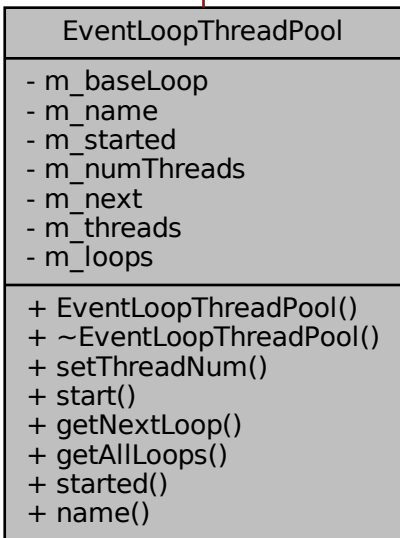 EventLoopThreadPool
- m_baseLoop
- m_name
- m_started
- m_numThreads
- m_next
- m_threads
- m_loops
+ EventLoopThreadPool()
+ ~EventLoopThreadPool()
+ setThreadNum()
+ start()
+ getNextLoop()
+ getAllLoops()
+ started()
+ name()